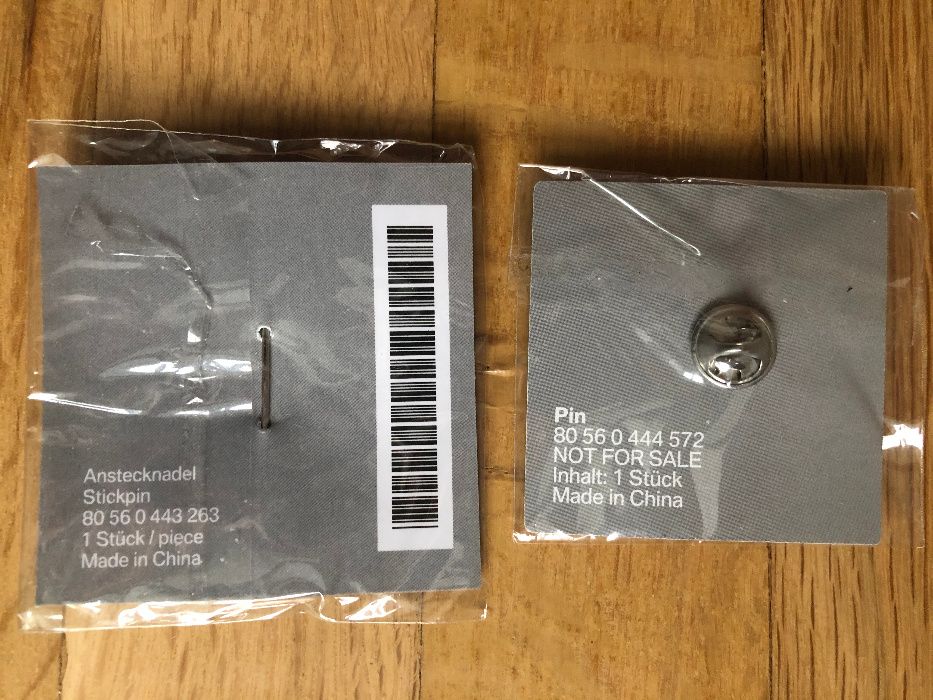 Anstecknadel
Stickpin
80 56 0 443 263
1 Stück / piece
Made in China
Pin
80 56 0 444 572
NOT FOR SALE
Inhalt: 1 Stück
Made in China